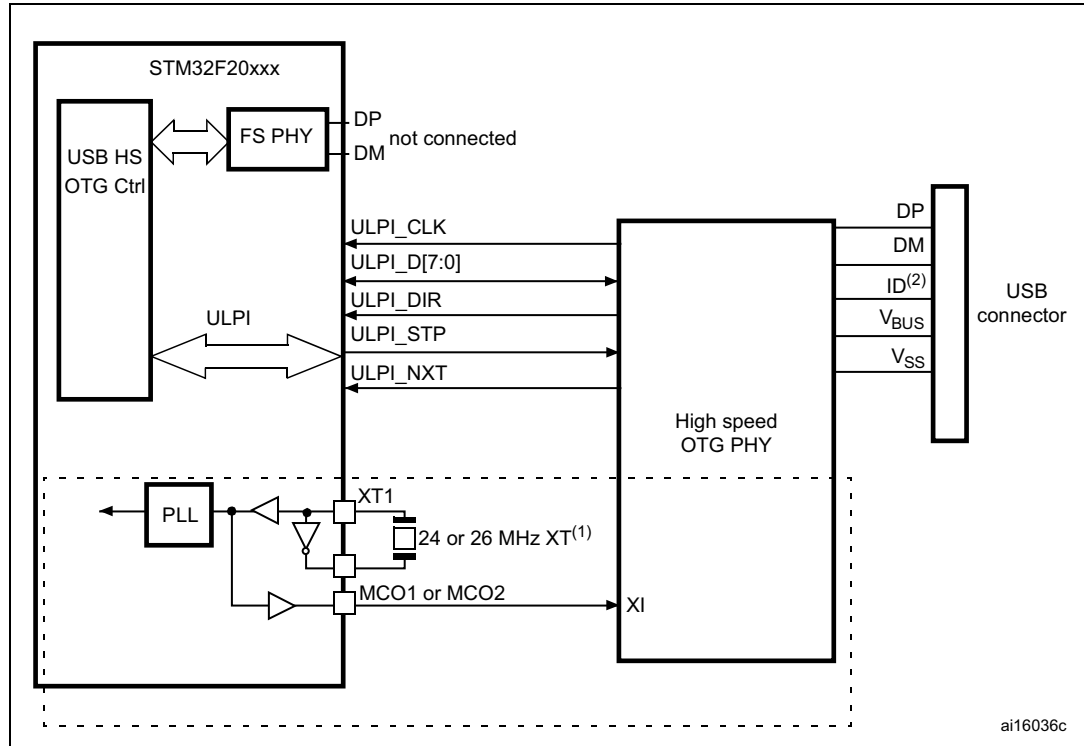 STM32F20xxx
USB HS
OTG Ctrl
FS PHY
DP
DM
not connected
ULPI
ULPI_CLK
ULPI_D[7:0]
ULPI_DIR
ULPI_STP
ULPI_NXT
High speed
OTG PHY
DP
DM
ID(2)
VBUS
VSS
USB
connector
PLL
XT1
24 or 26 MHz XT(1)
MCO1 or MCO2
XI
ai16036c